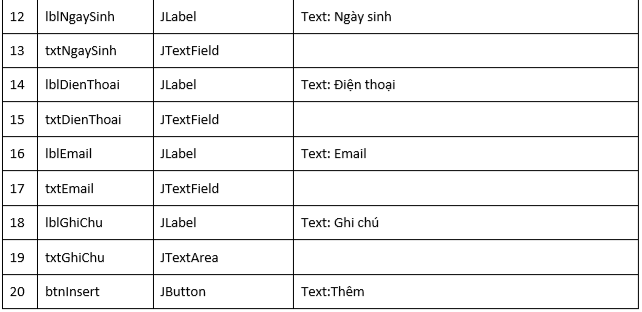 12 lblNgaySinh JLabel Text: Ngày sinh
13 txtNgaySinh JTextField
14 lblDienThoai JLabel Text: Điện thoại
15 txtDienThoai JTextField
16 lblEmail JLabel Text: Email
17 txtEmail JTextField
18 lblGhiChu JLabel Text: Ghi chú
19 txtGhiChu JTextArea
20 btnInsert JButton Text:Thêm